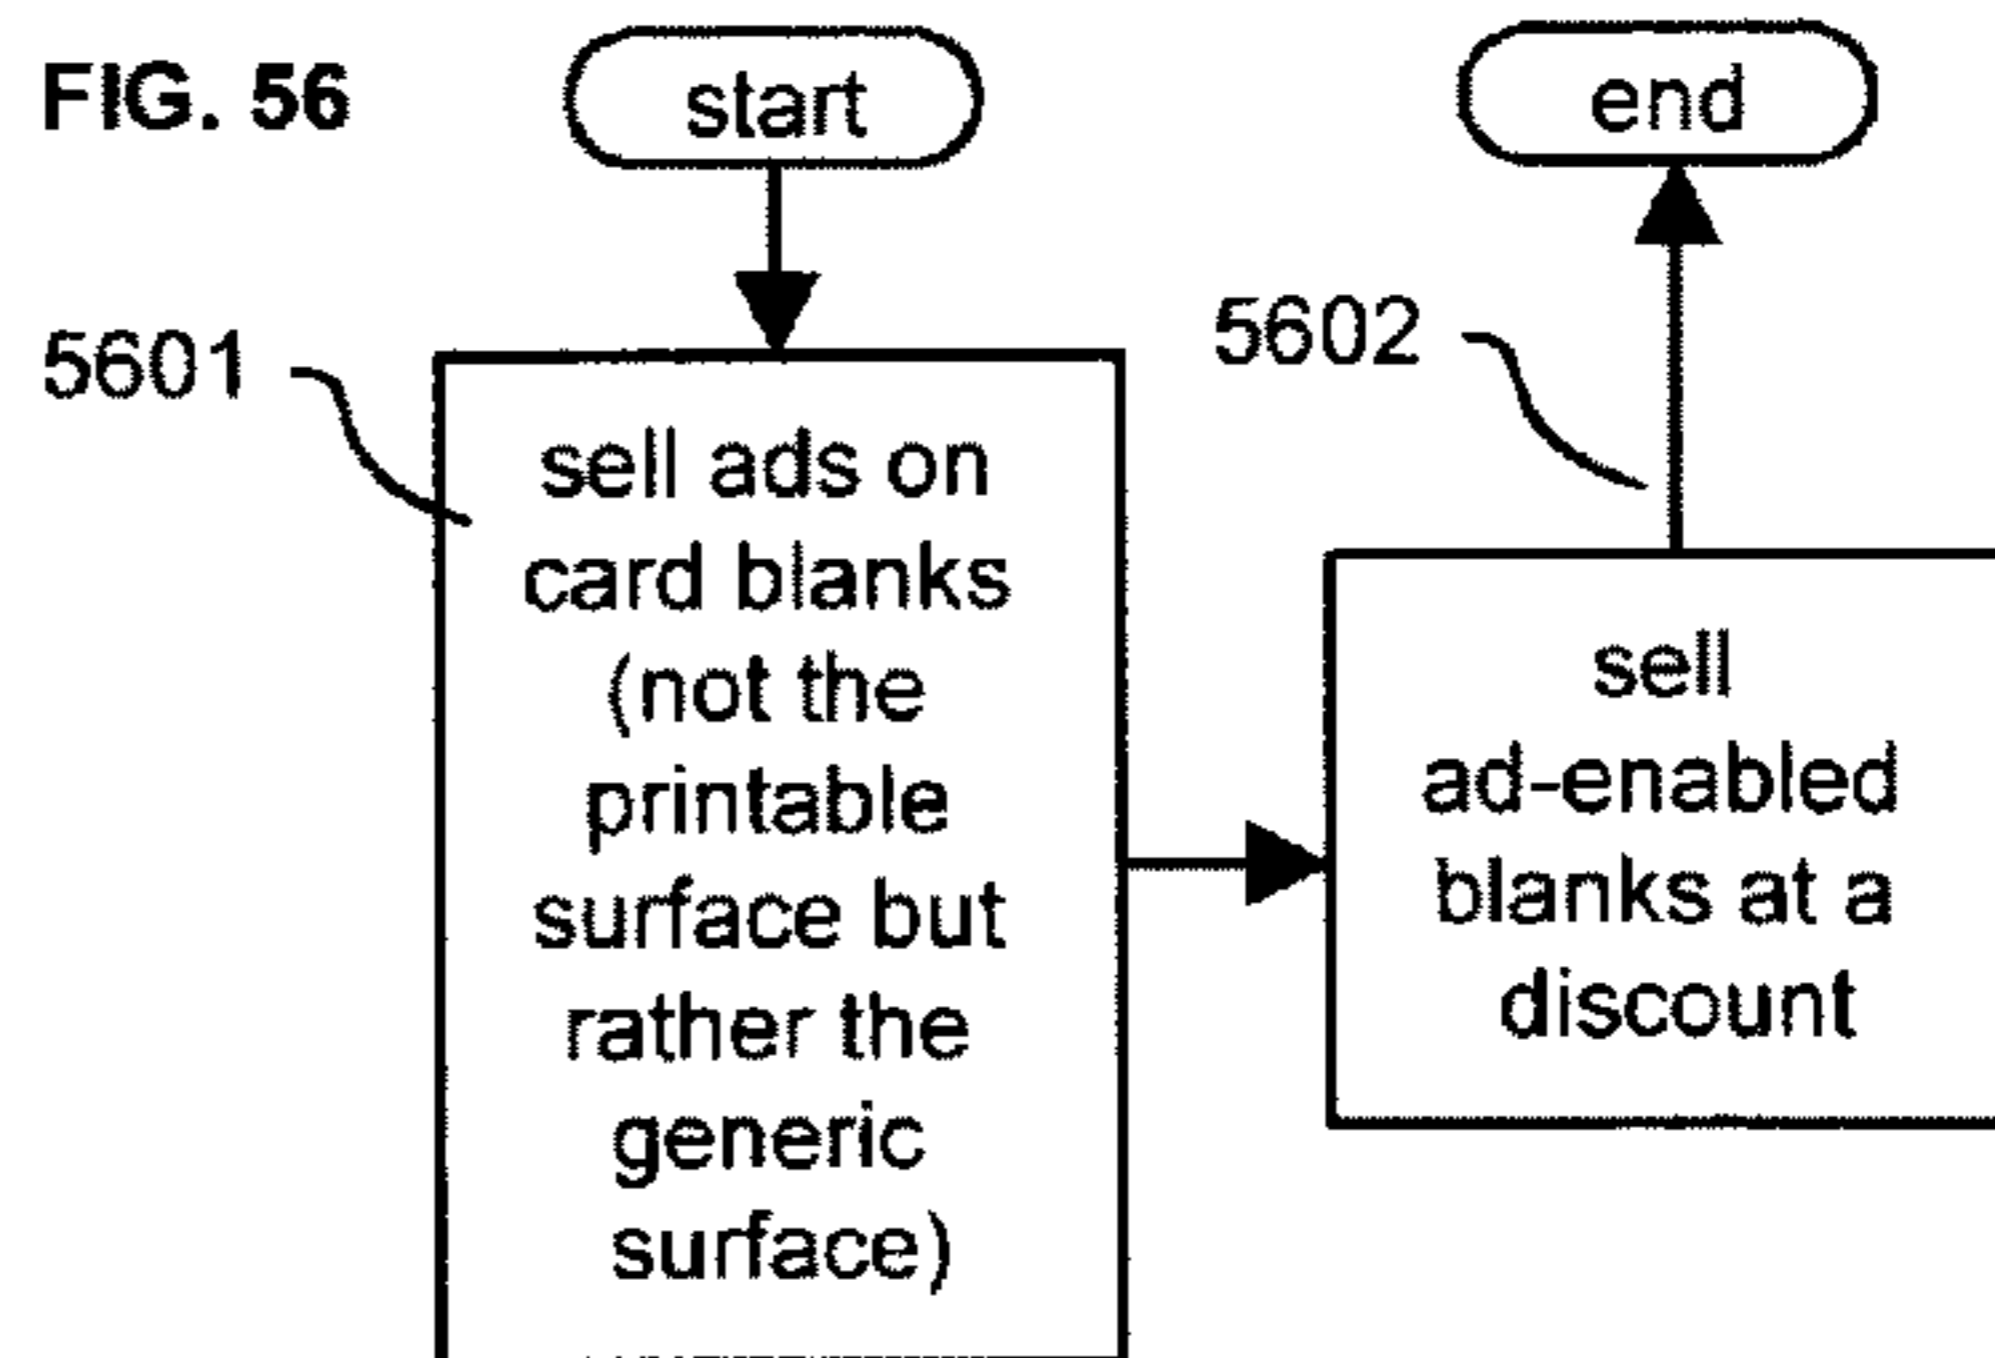 FIG. 56
start
end
5601
5602
sell ads on
card blanks
(not the
printable
surface but
rather the
generic
surface)
sell
ad-enabled
blanks at a
discount